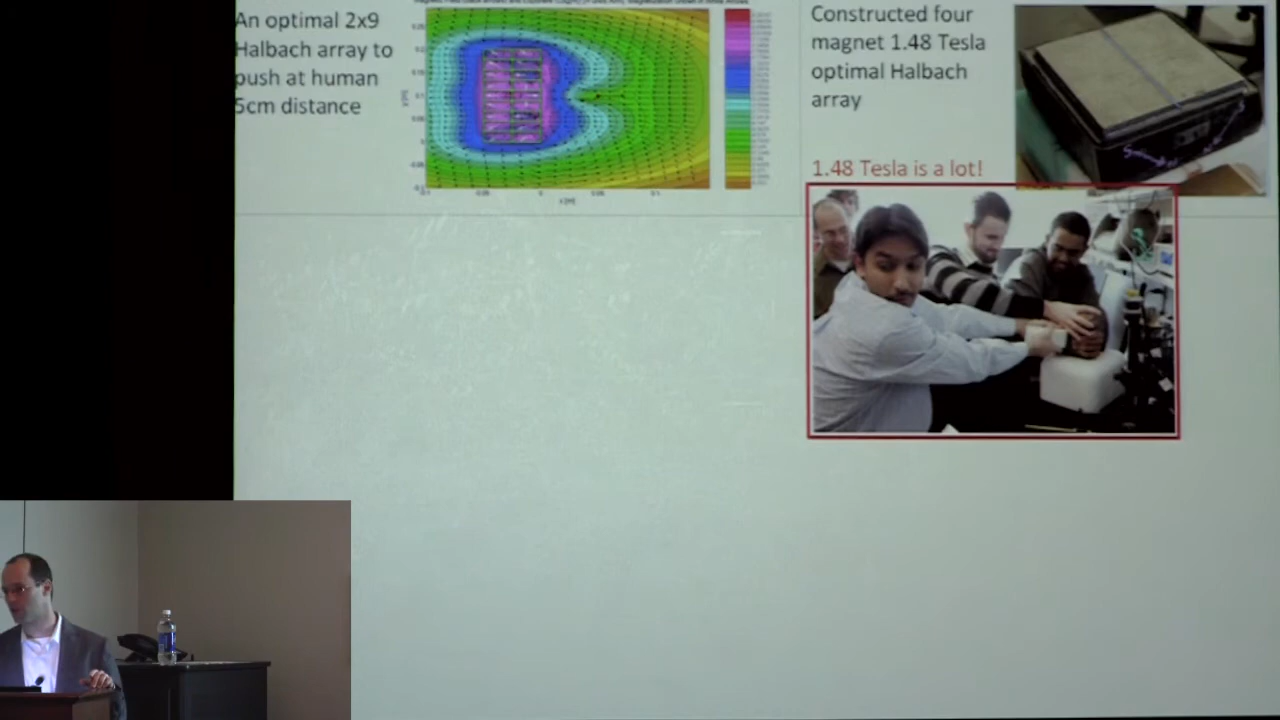 An optimal 2x9
Halbach array to
push at human
5cm distance
Constructed four
magnet 1.48 Tesla
optimal Halbach
array
1.48 Tesla is a lot!